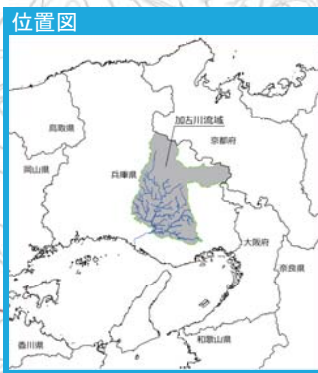 位置図
鳥取県
加古川流域
京都府
岡山県
兵庫県
大阪府
奈良県
香川県
和歌山県